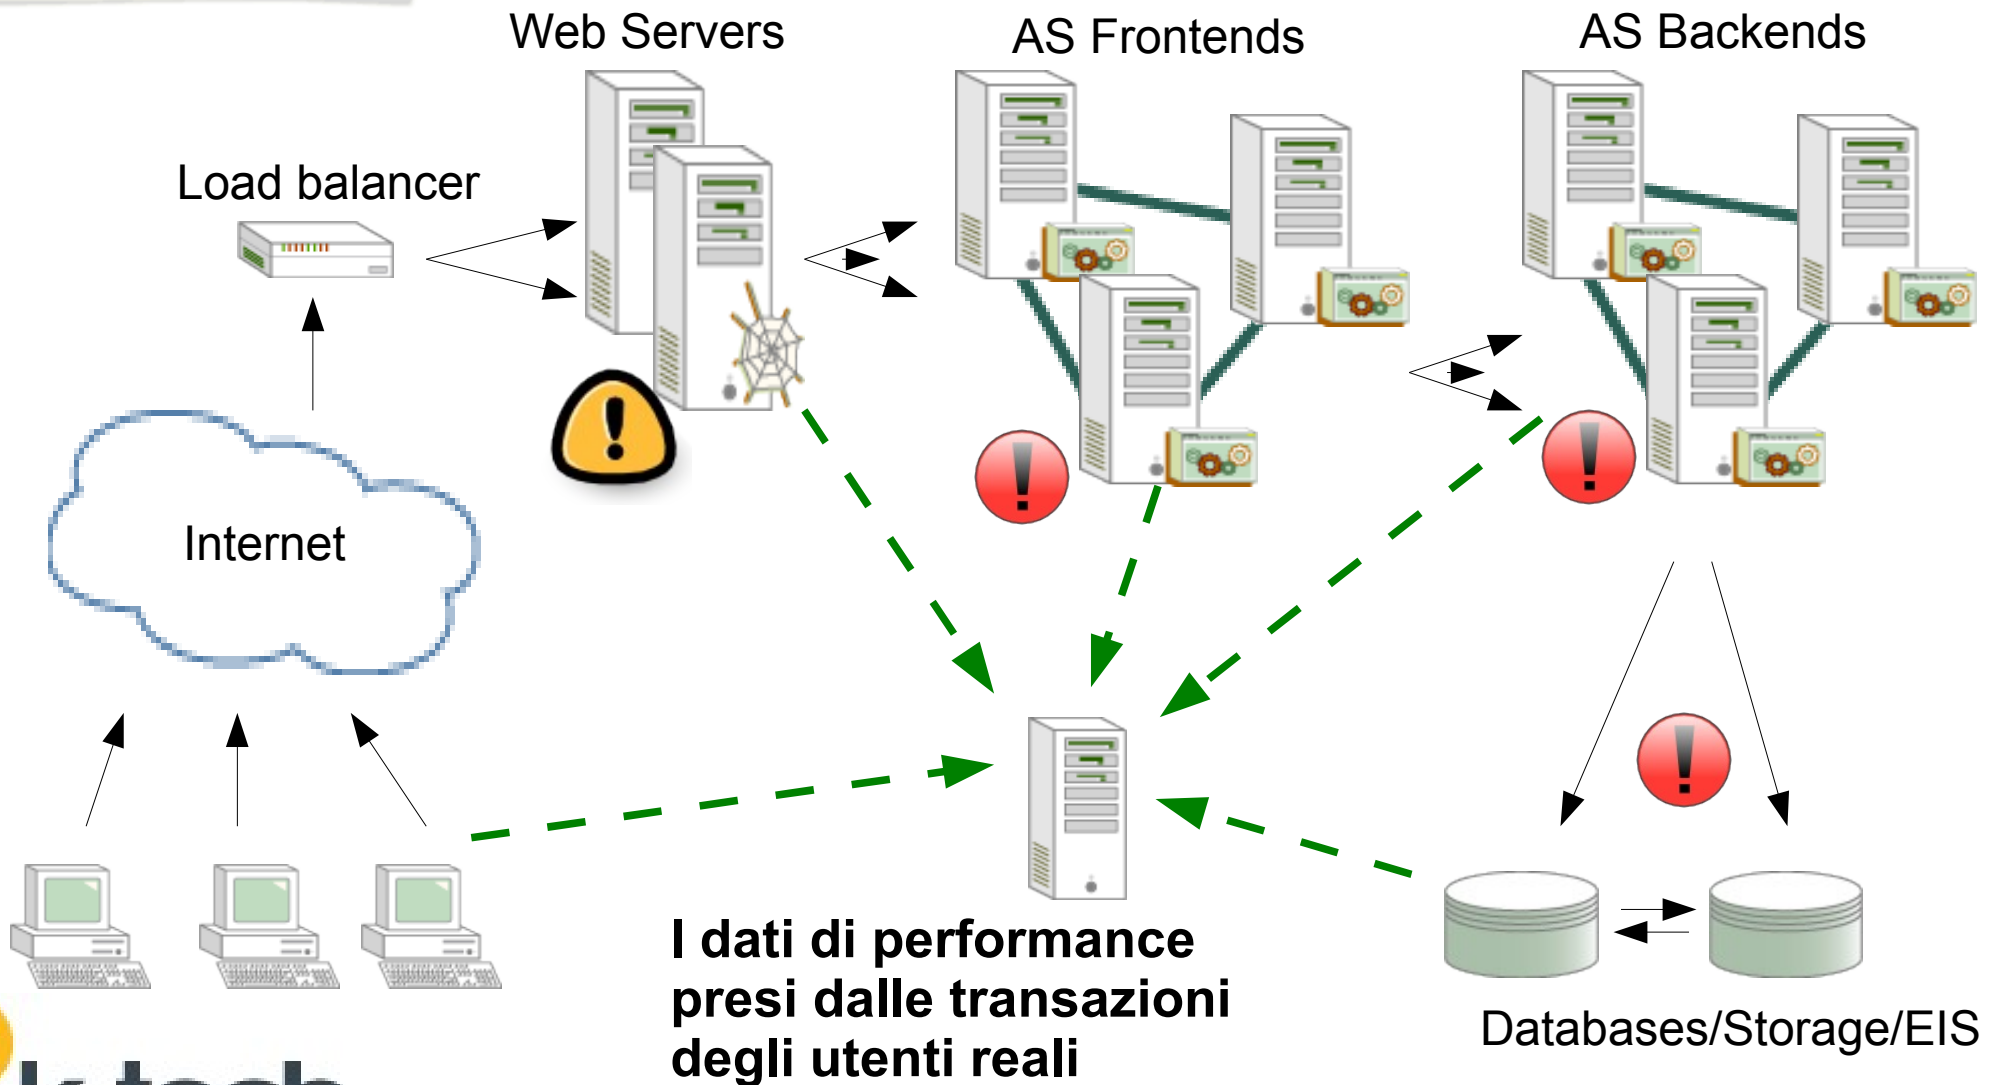 Web Servers
AS Frontends
AS Backends
Load balancer
Internet
I dati di performance
presi dalle transazioni
degli utenti reali
Databases/Storage/EIS